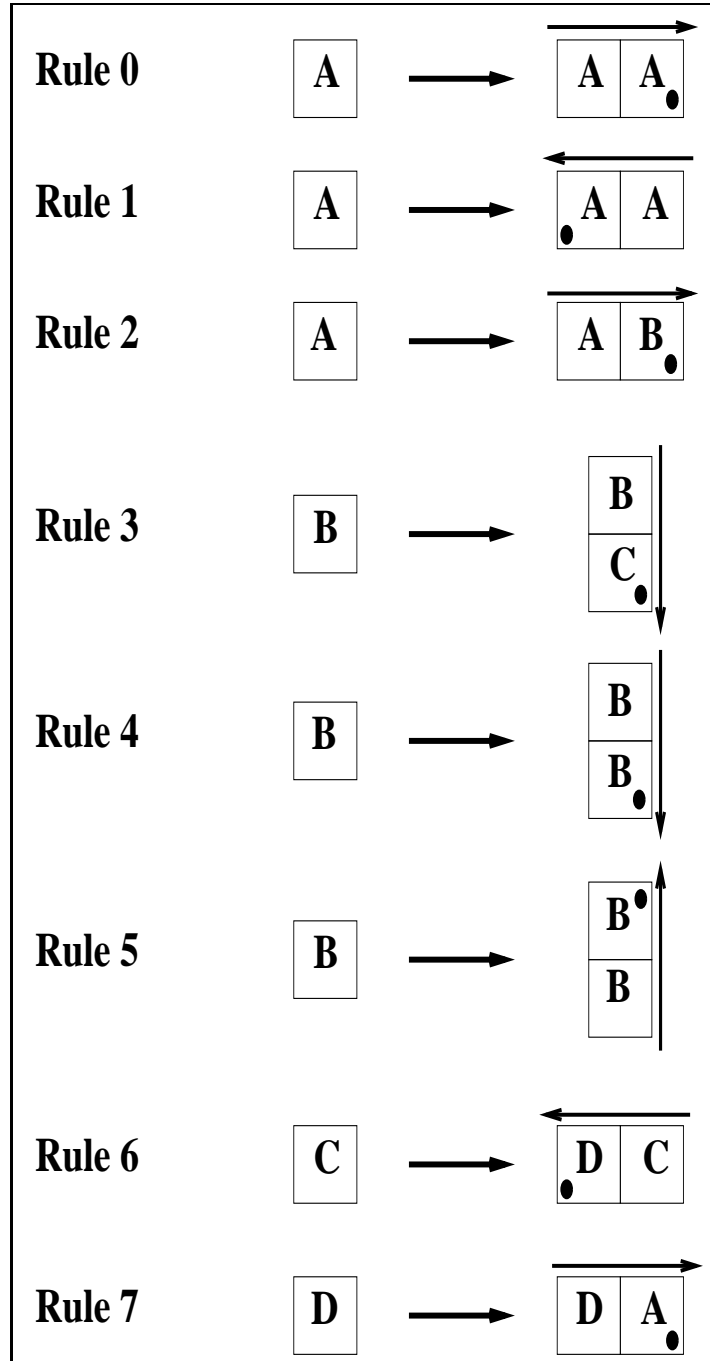 Rule 0 A A A
Rule 1 A A A
Rule 2 A A B
B
Rule 3 B
C
B
Rule 4 B
B
B
Rule 5 B
B
Rule 6 C D C
Rule 7 D D A